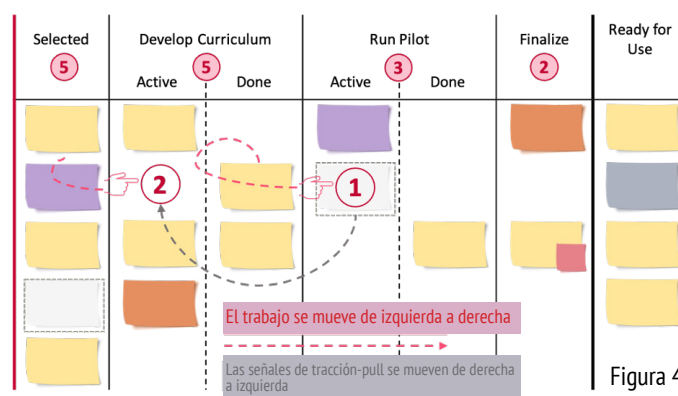 Selected
5
Develop Curriculum
5
Active
Done
Run Pilot
3
Active
Done
Finalize
2
Ready for
Use
2
1
El trabajo se mueve de izquierda a derecha
Las señales de tracción-pull se mueven de derecha
a izquierda
Figura 4